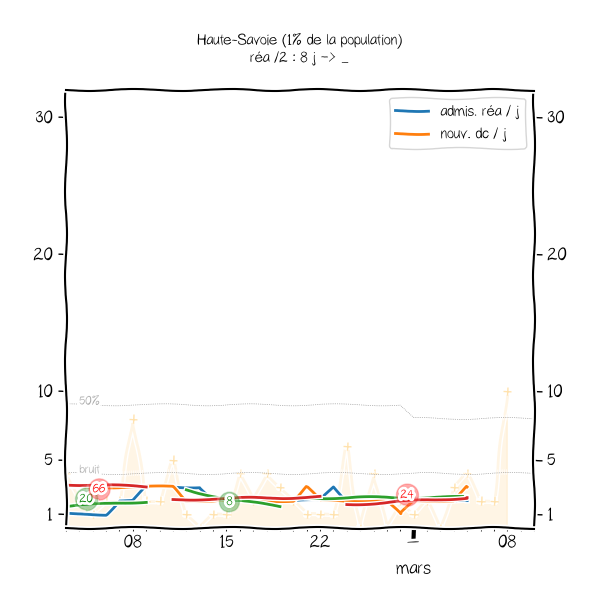 Haute-Savoie (1% de la population)
réa /2 : 8 j -> _
admis. réa / j
nouv. dc / j
30 30
20 20
10 10
50%
5 5
bruit
66
20 8 24
1 1
08 15 22 1 08
mars